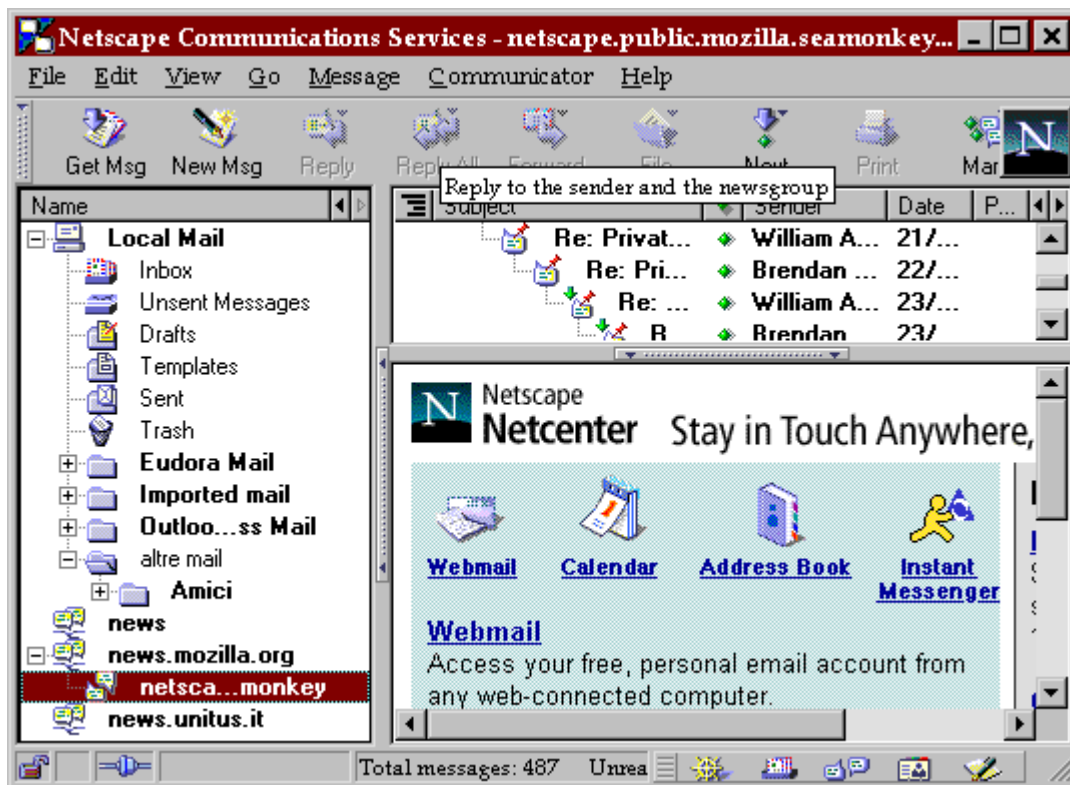 Netscape Communications Services - netscape.public.mozilla.seamonkey...
File Edit View Go Message Communicator Help
Get Msg New Msg Reply Reply All Forward File Next Print Mar
N
Reply to the sender and the newsgroup
Name
Local Mail
Inbox
Unsent Messages
Drafts
Templates
Sent
Trash
Eudora Mail
Imported mail
Outloo...ss Mail
altre mail
Amici
news
news.mozilla.org
netsca...monkey
news.unitus.it
Subject Sender Date P...
Re: Privat... William A... 21/...
Re: Pri... Brendan ... 22/...
Re: ... William A... 23/...
R Brendan 23/
N Netscape
Netcenter Stay in Touch Anywhere,
Webmail Calendar Address Book Instant Messenger
Webmail
Access your free, personal email account from
any web-connected computer.
Total messages: 487 Unrea